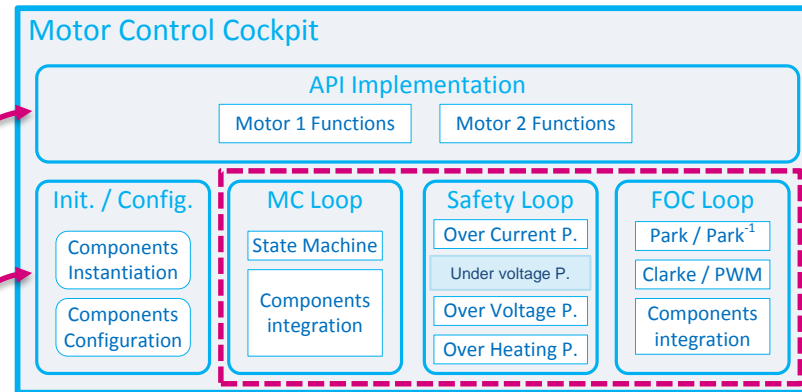 Motor Control Cockpit
API Implementation
Motor 1 Functions
Motor 2 Functions
Init. / Config.
Components
Instantiation
Components
Configuration
MC Loop
State Machine
Components
integration
Safety Loop
Over Current P.
Under voltage P.
Over Voltage P.
Over Heating P.
FOC Loop
Park / Park⁻¹
Clarke / PWM
Components
integration